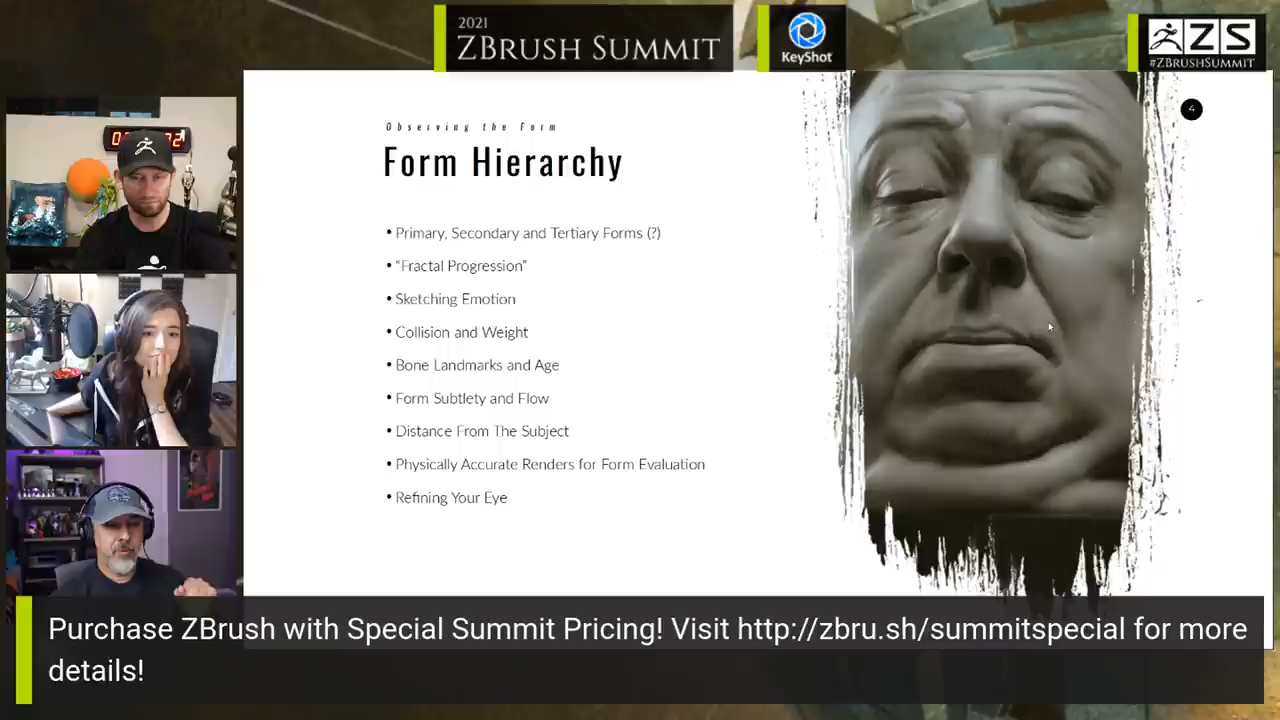 2021
ZBRUSH SUMMIT
KeyShot
ZS
#ZBRUSHSUMMIT
4
Observing the Form
Form Hierarchy
• Primary, Secondary and Tertiary Forms (?)
• “Fractal Progression”
• Sketching Emotion
• Collision and Weight
• Bone Landmarks and Age
• Form Subtlety and Flow
• Distance From The Subject
• Physically Accurate Renders for Form Evaluation
• Refining Your Eye
Purchase ZBrush with Special Summit Pricing! Visit http://zbru.sh/summitspecial for more
details!